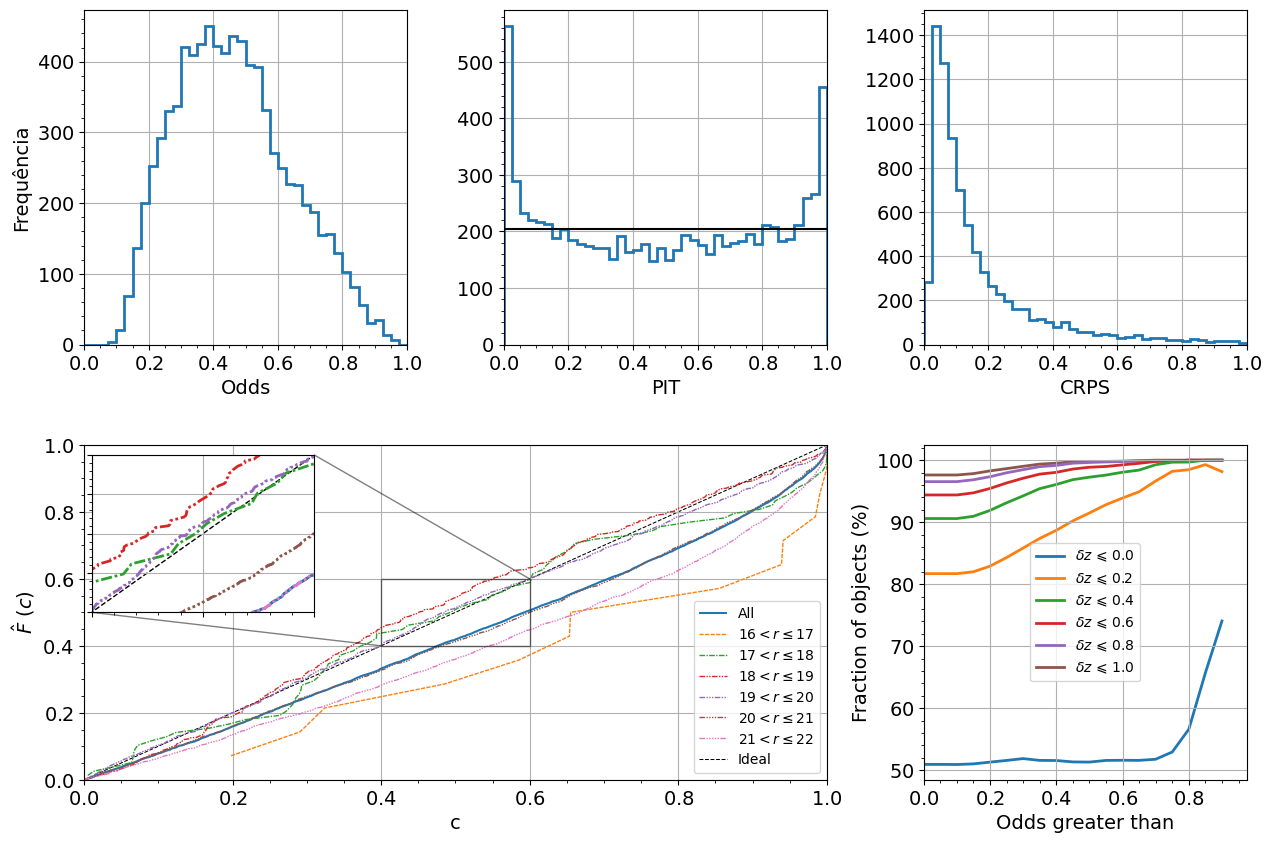 400
300
200
100
0
Frequência
0.0 0.2 0.4 0.6 0.8 1.0
Odds
500
400
300
200
100
0
0.0 0.2 0.4 0.6 0.8 1.0
PIT
1400
1200
1000
800
600
400
200
0
0.0 0.2 0.4 0.6 0.8 1.0
CRPS
1.0
0.8
0.6
0.4
0.2
0.0
F̂ (c)
All
16 < r ≤ 17
17 < r ≤ 18
18 < r ≤ 19
19 < r ≤ 20
20 < r ≤ 21
21 < r ≤ 22
Ideal
0.0 0.2 0.4 0.6 0.8 1.0
c
100
90
80
70
60
50
Fraction of objects (%)
δz ⩽ 0.0
δz ⩽ 0.2
δz ⩽ 0.4
δz ⩽ 0.6
δz ⩽ 0.8
δz ⩽ 1.0
0.0 0.2 0.4 0.6 0.8
Odds greater than